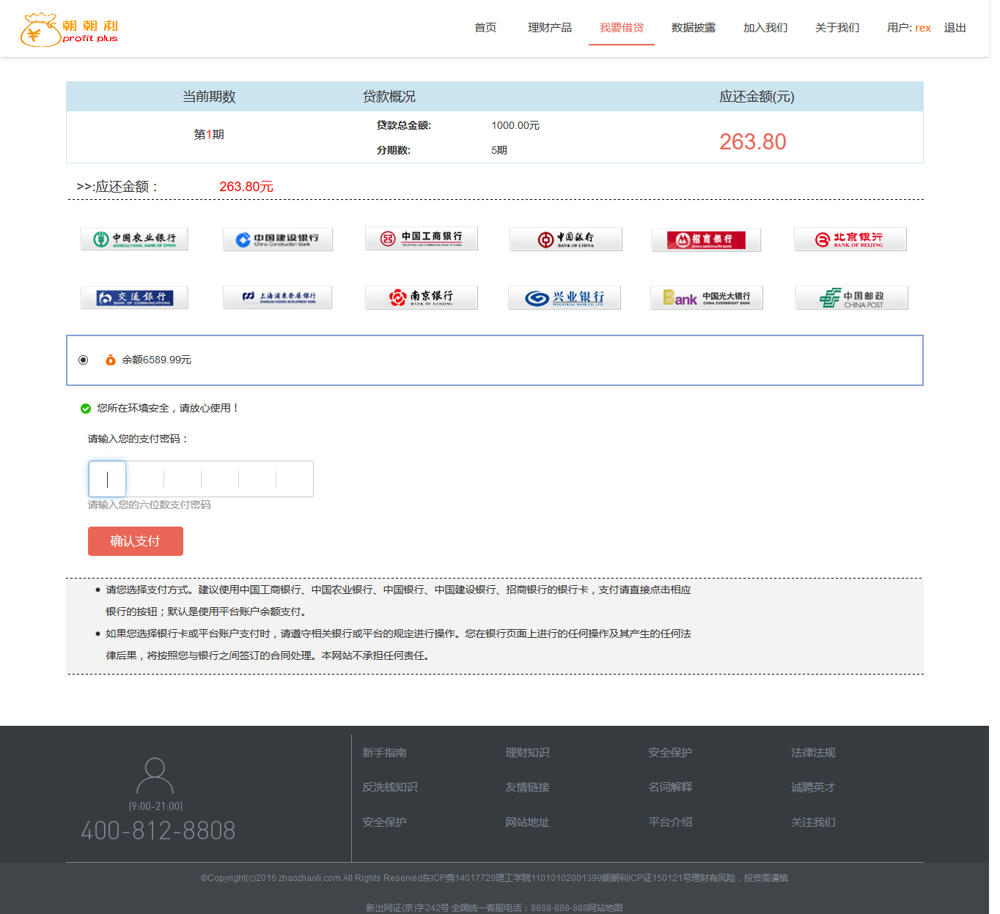 朝朝利
profit plus
首页 理财产品 我要借贷 数据披露 加入我们 关于我们 用户: rex 退出
当前期数 贷款概况 应还金额(元)
第1期 贷款总金额: 1000.00元 263.80
分期数: 5期
>>:应还金额： 263.80元
中国农业银行 中国建设银行 中国工商银行 中国银行 招商银行 北京银行
AGRICULTURAL BANK OF CHINA China Construction Bank INDUSTRIAL AND COMMERCIAL BANK OF CHINA BANK OF CHINA CHINA MERCHANTS BANK BANK OF BEIJING
交通银行 上海浦東發展銀行 南京银行 兴业银行 Bank 中国光大银行 中国邮政
BANK OF COMMUNICATIONS SHANGHAI PUDONG DEVELOPMENT BANK BANK OF NANJING INDUSTRIAL BANK CO.,LTD CHINA EVERBRIGHT BANK CHINA POST
余额6589.99元
您所在环境安全，请放心使用！
请输入您的支付密码：
请输入您的六位数支付密码
确认支付
● 请您选择支付方式。建议使用中国工商银行、中国农业银行、中国银行、中国建设银行、招商银行的银行卡，支付请直接点击相应
银行的按钮；默认是使用平台账户余额支付。
● 如果您选择银行卡或平台账户支付时，请遵守相关银行或平台的规定进行操作。您在银行页面上进行的任何操作及其产生的任何法
律后果，将按照您与银行之间签订的合同处理。本网站不承担任何责任。
新手指南 理财知识 安全保护 法律法规
反洗钱知识 友情链接 名词解释 诚聘英才
安全保护 网站地址 平台介绍 关注我们
(9:00-21:00)
400-812-8808
©Copyright(c)2016 zhaozhaoli.com.All Rights Reserved东ICP莞14017729理工学院11010102001399朝朝利ICP证150121号理财有风险，投资需谨慎
新出网证(京)字242号 全国统一客服电话：8888-888-888网站地图